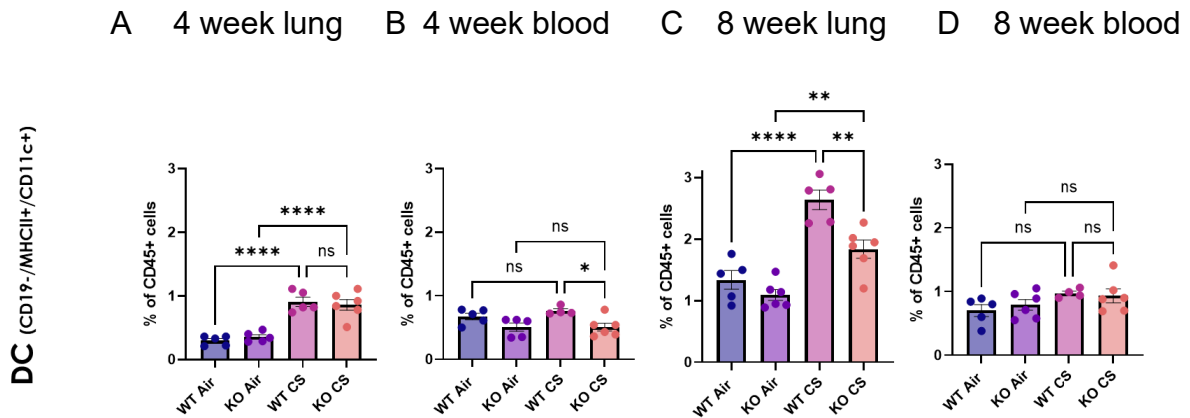 A 4 week lung B 4 week blood C 8 week lung D 8 week blood
DC (CD19-/MHCII+/CD11c+)
% of CD45+ cells
3
2
1
0
****
****
ns
WT Air
KO Air
WT CS
KO CS
% of CD45+ cells
3
2
1
0
ns
ns
*
WT Air
KO Air
WT CS
KO CS
% of CD45+ cells
3
2
1
0
**
****
**
WT Air
KO Air
WT CS
KO CS
% of CD45+ cells
3
2
1
0
ns
ns
ns
WT Air
KO Air
WT CS
KO CS